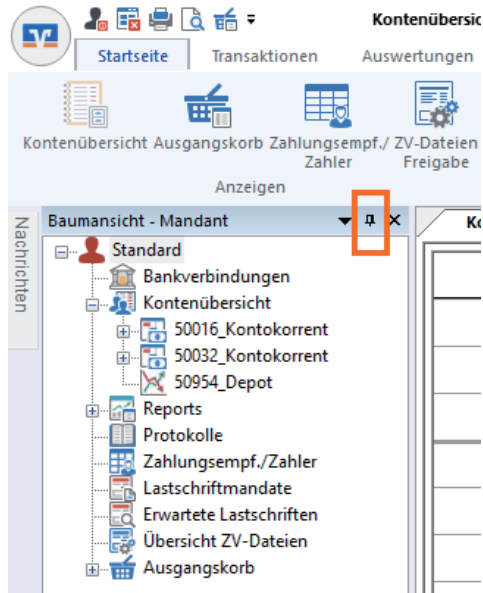 Kontenübersic
Startseite Transaktionen Auswertungen
Kontenübersicht Ausgangskorb Zahlungsempf./ ZV-Dateien
Zahler Freigabe
Anzeigen
Nachrichten
Baumansicht - Mandant
Ko
Standard
Bankverbindungen
Kontenübersicht
50016_Kontokorrent
50032_Kontokorrent
50954_Depot
Reports
Protokolle
Zahlungsempf./Zahler
Lastschriftmandate
Erwartete Lastschriften
Übersicht ZV-Dateien
Ausgangskorb